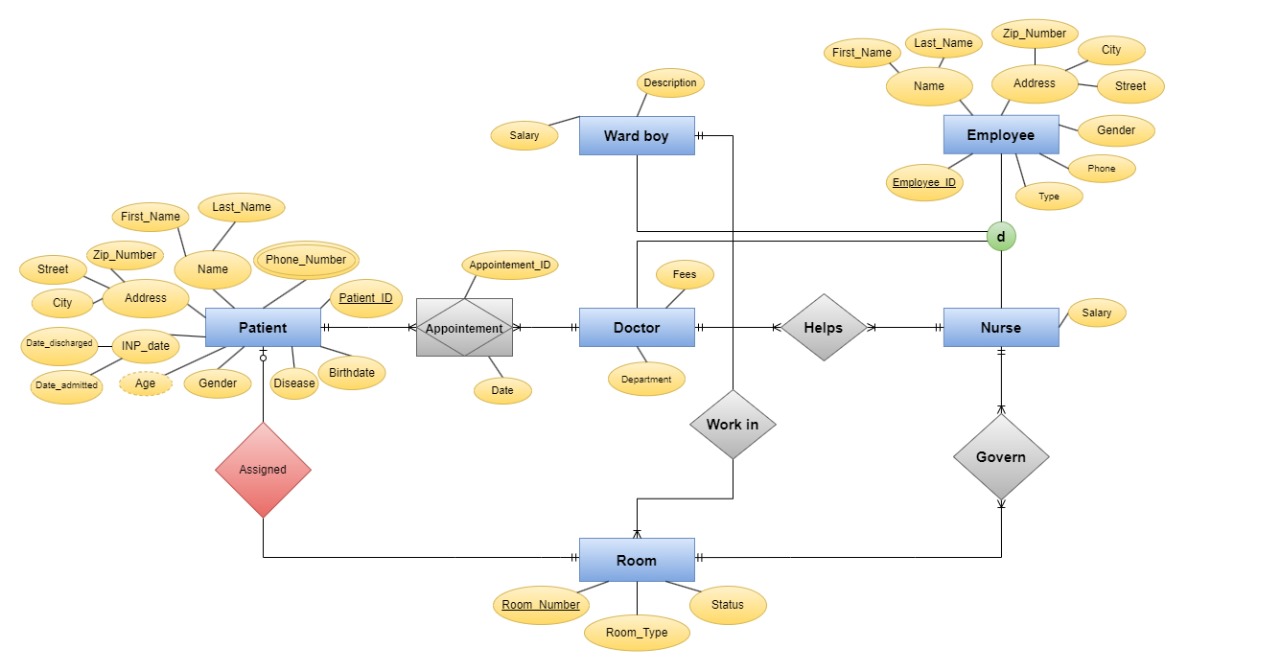 Zip_Number
First_Name
Last_Name
City
Name
Address
Street
Description
Salary
Ward boy
Employee
Gender
Phone
Employee_ID
Type
First_Name
Last_Name
d
Zip_Number
Street
Name
Phone_Number
Appointement_ID
Fees
City
Address
Patient_ID
Salary
Patient
Appointement
Doctor
Helps
Nurse
Date_discharged
INP_date
Date_admitted
Age
Gender
Disease
Birthdate
Date
Department
Work in
Assigned
Govern
Room
Room_Number
Status
Room_Type